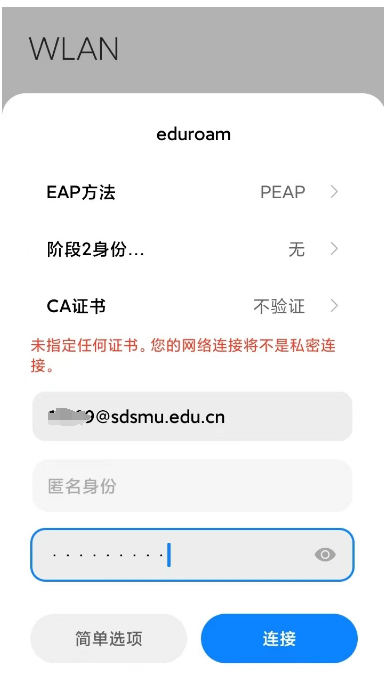 WLAN
eduroam
EAP方法 PEAP
阶段2身份... 无
CA证书 不验证
未指定任何证书。您的网络连接将不是私密连
接。
9@sdsmu.edu.cn
匿名身份
·········
简单选项 连接